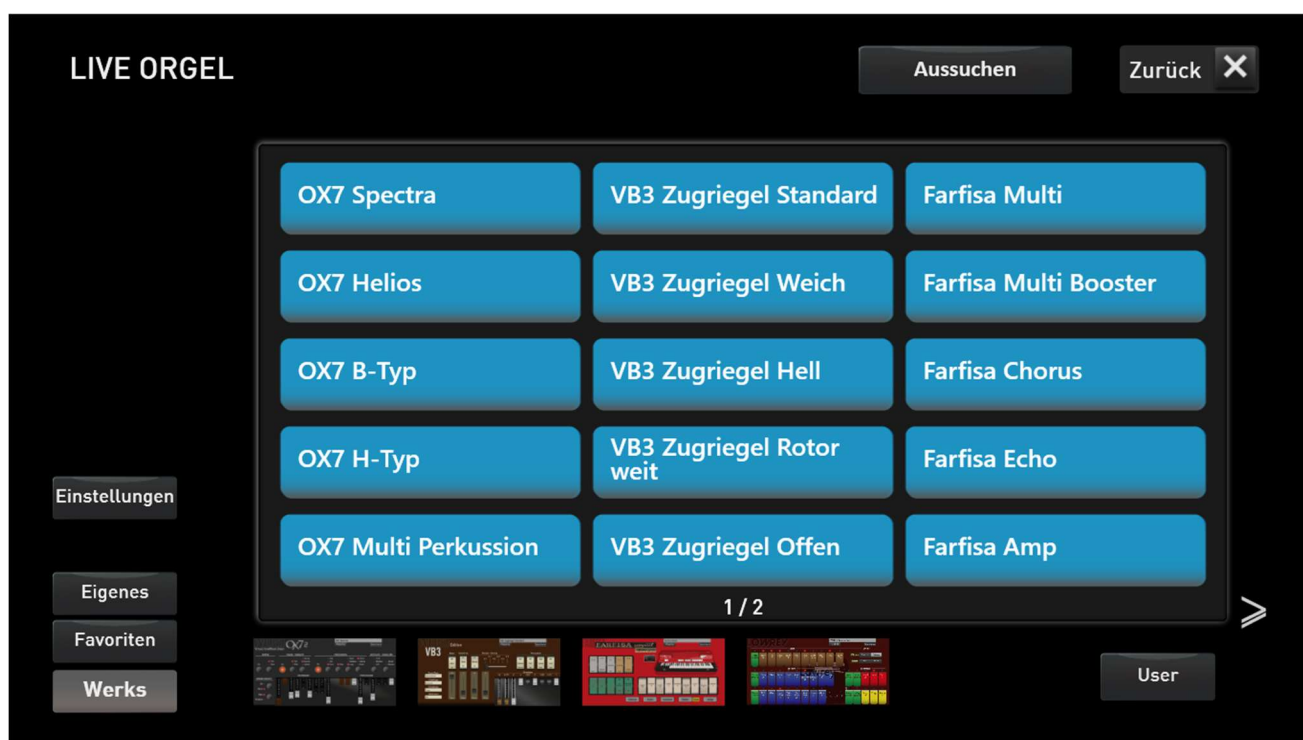 LIVE ORGEL
Aussuchen
Zurück
OX7 Spectra
VB3 Zugriegel Standard
Farfisa Multi
OX7 Helios
VB3 Zugriegel Weich
Farfisa Multi Booster
OX7 B-Typ
VB3 Zugriegel Hell
Farfisa Chorus
OX7 H-Typ
VB3 Zugriegel Rotor
weit
Farfisa Echo
Einstellungen
OX7 Multi Perkussion
VB3 Zugriegel Offen
Farfisa Amp
Eigenes
1 / 2
Favoriten
VB3
FARFISA
User
Werks